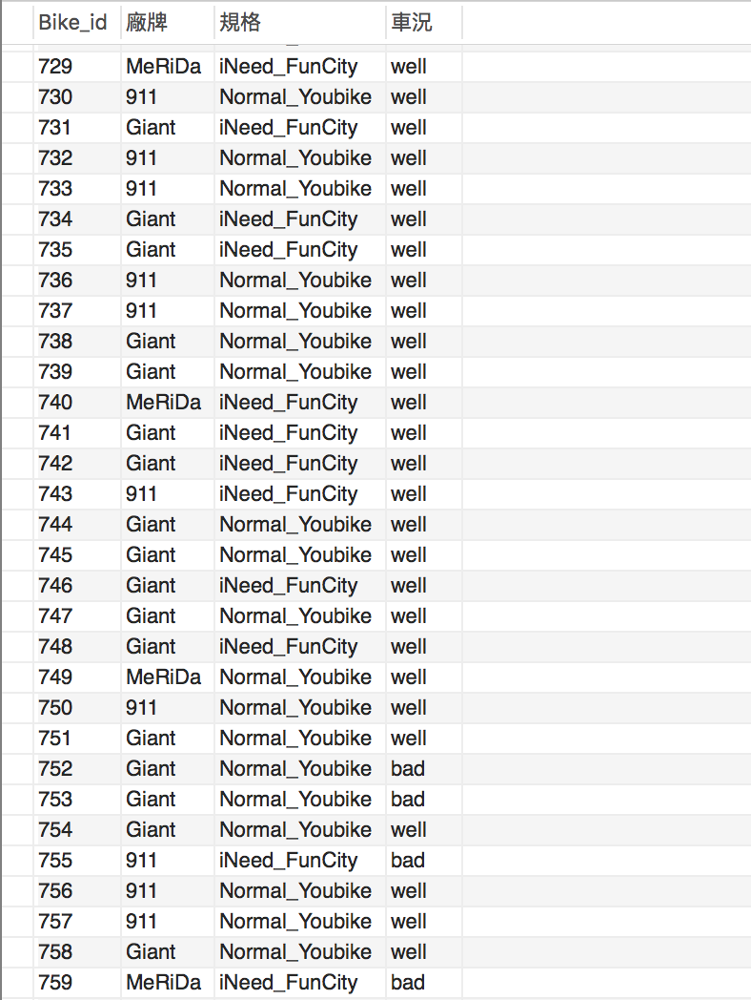 Bike_id 廠牌 規格 車況
729 MeRiDa iNeed_FunCity well
730 911 Normal_Youbike well
731 Giant iNeed_FunCity well
732 911 Normal_Youbike well
733 911 Normal_Youbike well
734 Giant iNeed_FunCity well
735 Giant iNeed_FunCity well
736 911 Normal_Youbike well
737 911 Normal_Youbike well
738 Giant Normal_Youbike well
739 Giant Normal_Youbike well
740 MeRiDa iNeed_FunCity well
741 Giant iNeed_FunCity well
742 Giant iNeed_FunCity well
743 911 iNeed_FunCity well
744 Giant Normal_Youbike well
745 Giant Normal_Youbike well
746 Giant iNeed_FunCity well
747 Giant Normal_Youbike well
748 Giant iNeed_FunCity well
749 MeRiDa Normal_Youbike well
750 911 Normal_Youbike well
751 Giant Normal_Youbike well
752 Giant Normal_Youbike bad
753 Giant Normal_Youbike bad
754 Giant Normal_Youbike well
755 911 iNeed_FunCity bad
756 911 Normal_Youbike well
757 911 Normal_Youbike well
758 Giant Normal_Youbike well
759 MeRiDa iNeed_FunCity bad